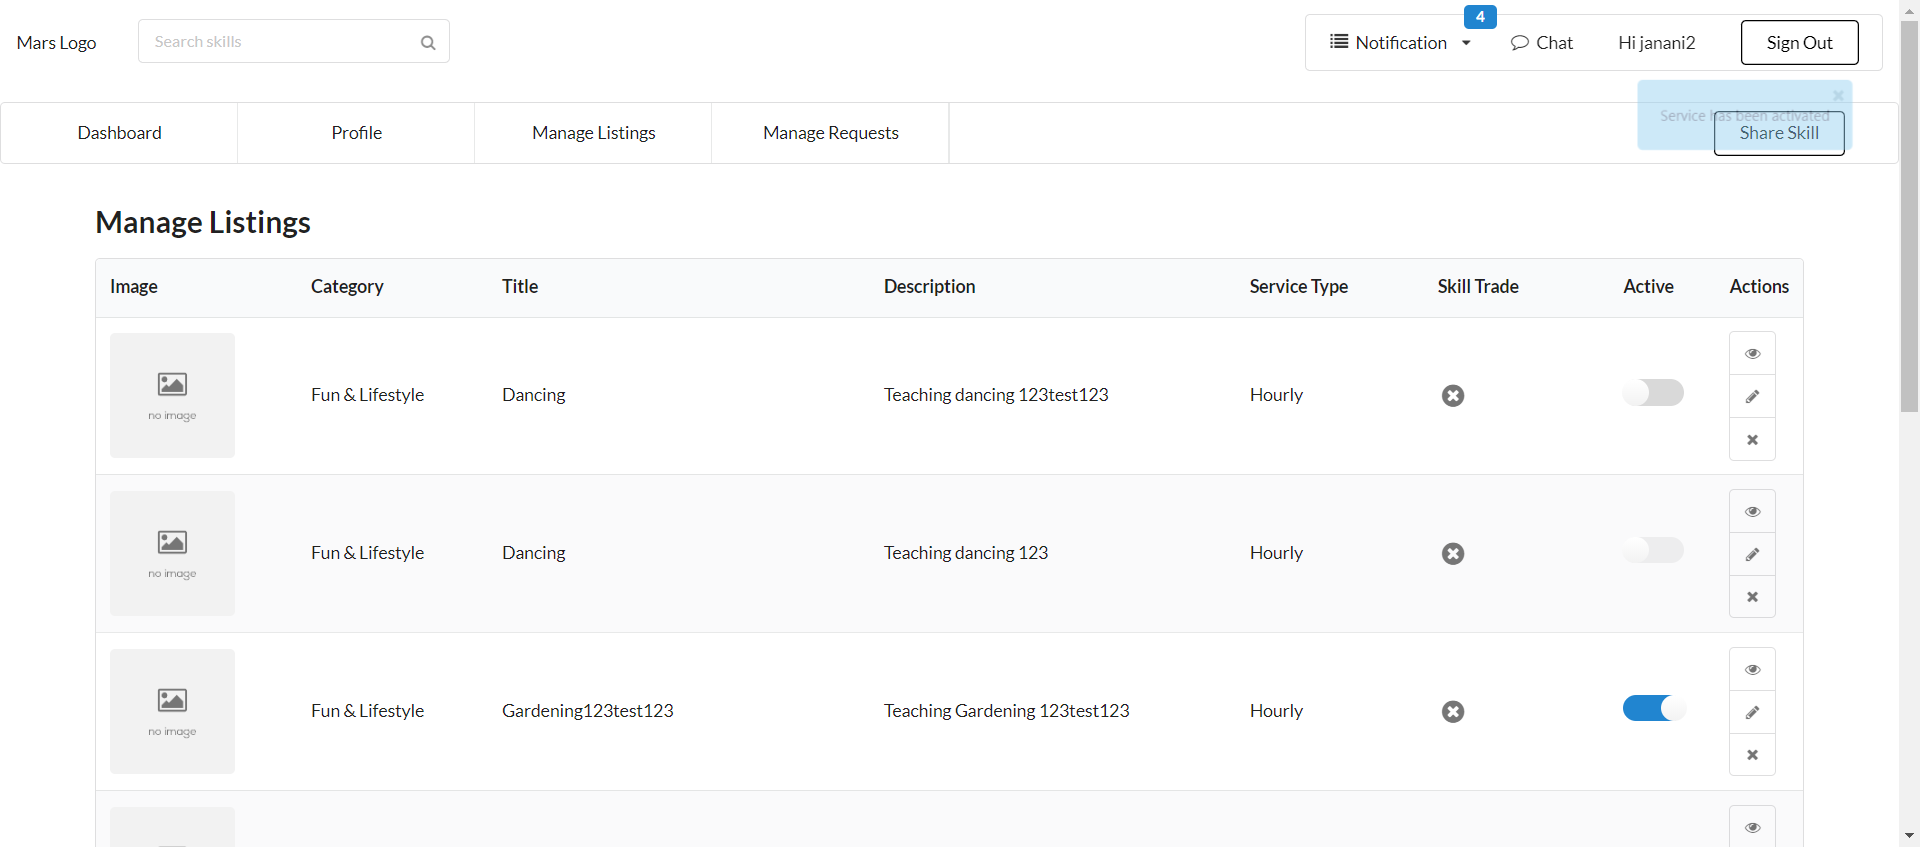 Mars Logo
Search skills
4
Notification
Chat
Hi janani2
Sign Out
Service has been activated
Dashboard
Profile
Manage Listings
Manage Requests
Share Skill
Manage Listings
Image Category Title Description Service Type Skill Trade Active Actions
no image
Fun & Lifestyle Dancing Teaching dancing 123test123 Hourly
no image
Fun & Lifestyle Dancing Teaching dancing 123 Hourly
no image
Fun & Lifestyle Gardening123test123 Teaching Gardening 123test123 Hourly